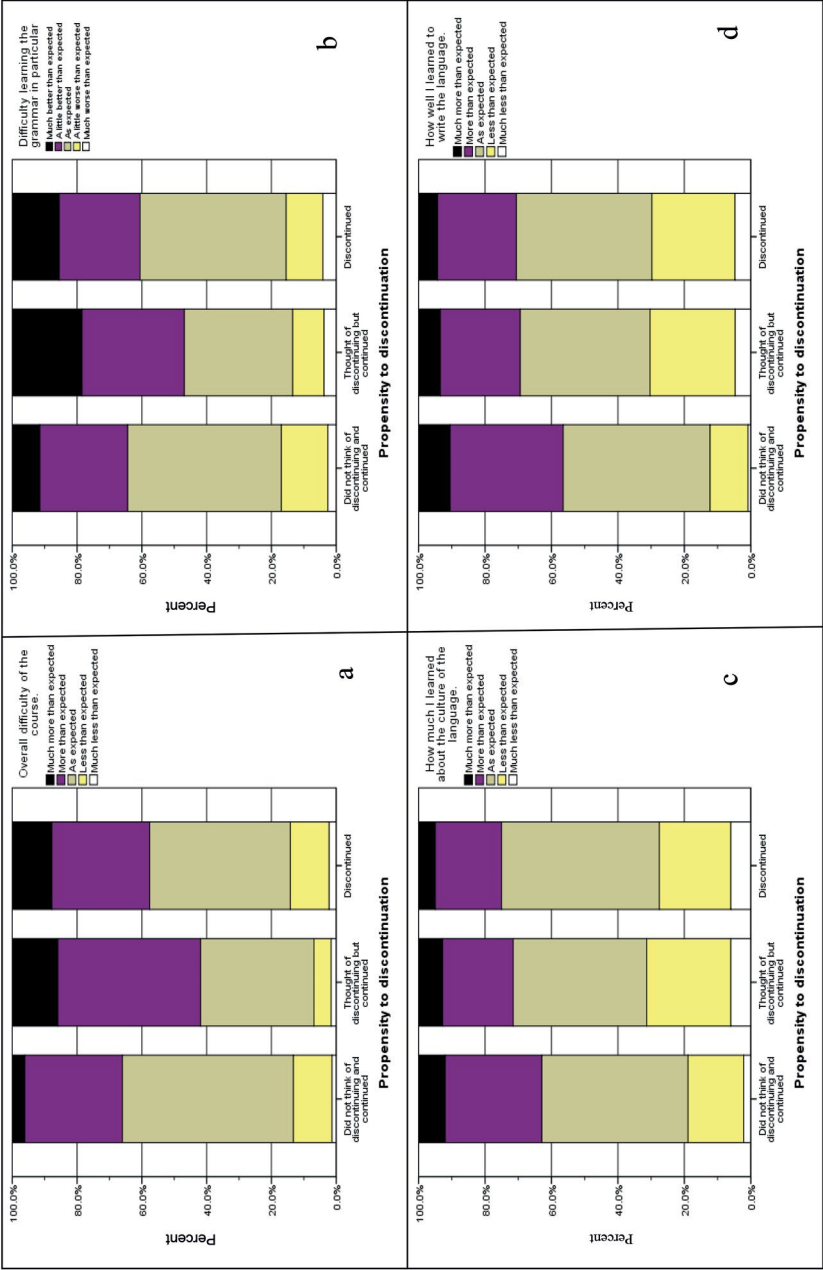 Overall difficulty of the
course.
Much more than expected
More than expected
As expected
Less than expected
Much less than expected
a
100.0%
80.0%
60.0%
40.0%
20.0%
0.0%
Percent
Did not think of
discontinuing and
continued
Thought of
discontinuing but
continued
Discontinued
Propensity to discontinuation
Difficulty learning the
grammar in particular
Much better than expected
A little better than expected
As expected
A little worse than expected
Much worse than expected
b
100.0%
80.0%
60.0%
40.0%
20.0%
0.0%
Percent
Did not think of
discontinuing and
continued
Thought of
discontinuing but
continued
Discontinued
Propensity to discontinuation
How much I learned
about the culture of the
language.
Much more than expected
More than expected
As expected
Less than expected
Much less than expected
c
100.0%
80.0%
60.0%
40.0%
20.0%
0.0%
Percent
Did not think of
discontinuing and
continued
Thought of
discontinuing but
continued
Discontinued
Propensity to discontinuation
How well I learned to
write the language.
Much more than expected
More than expected
As expected
Less than expected
Much less than expected
d
100.0%
80.0%
60.0%
40.0%
20.0%
0.0%
Percent
Did not think of
discontinuing and
continued
Thought of
discontinuing but
continued
Discontinued
Propensity to discontinuation